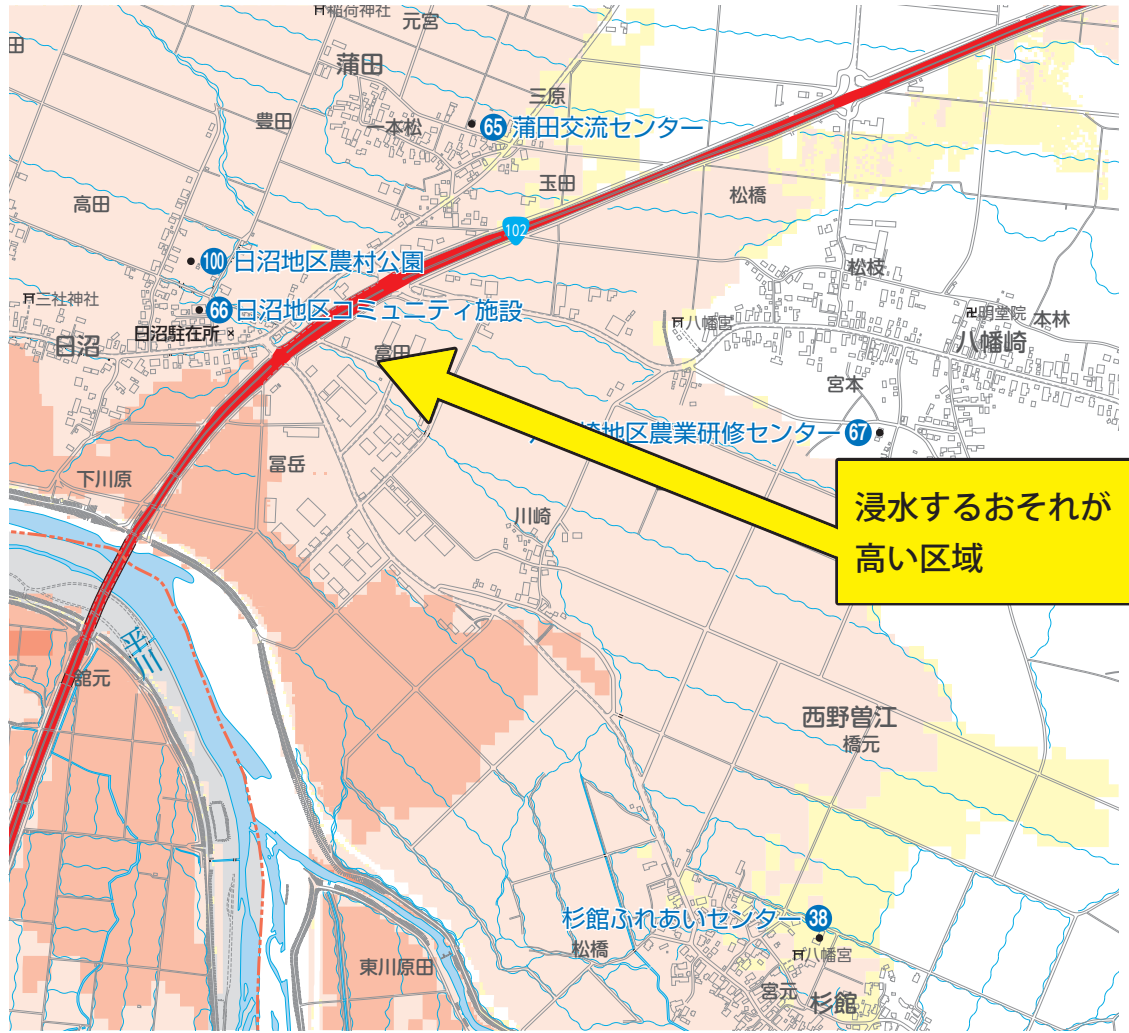 稲荷神社
元宮
田
蒲田
三原
65 蒲田交流センター
一本松
豊田
玉田
松橋
高田
102
100 日沼地区農村公園
松枝
三社神社
66 日沼地区コミュニティ施設
明堂院
本林
日沼駐在所
八幡宮
八幡崎
日沼
富田
宮本
地区農業研修センター 67
冨岳
下川原
浸水するおそれが
高い区域
川崎
舘元
西野曽江
橋元
杉館ふれあいセンター 38
松橋
八幡宮
東川原田
宮元
杉館